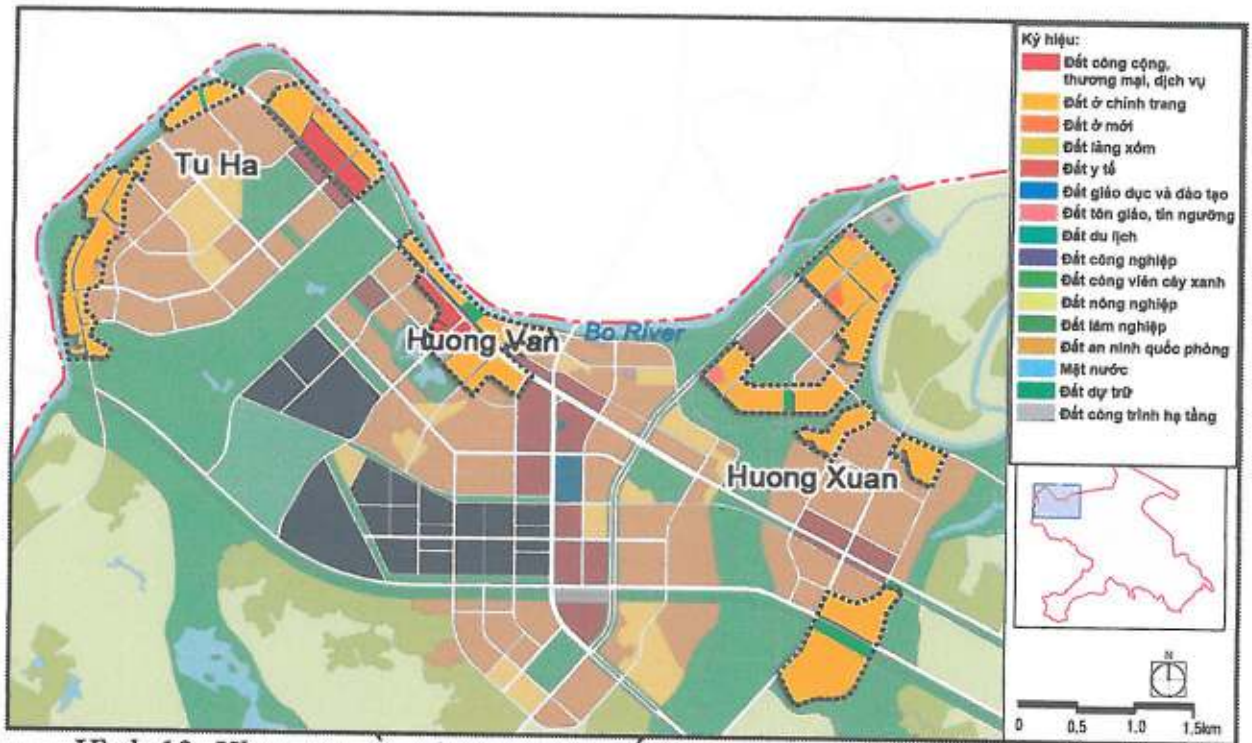 Tu Ha
Huong Van
Bo River
Huong Xuan
Ký hiệu:
Đất công cộng,
thương mại, dịch vụ
Đất ở chỉnh trang
Đất ở mới
Đất làng xóm
Đất y tế
Đất giáo dục và đào tạo
Đất tôn giáo, tín ngưỡng
Đất du lịch
Đất công nghiệp
Đất công viên cây xanh
Đất nông nghiệp
Đất lâm nghiệp
Đất an ninh quốc phòng
Mặt nước
Đất dự trữ
Đất công trình hạ tầng
N
0 0,5 1,0 1,5km